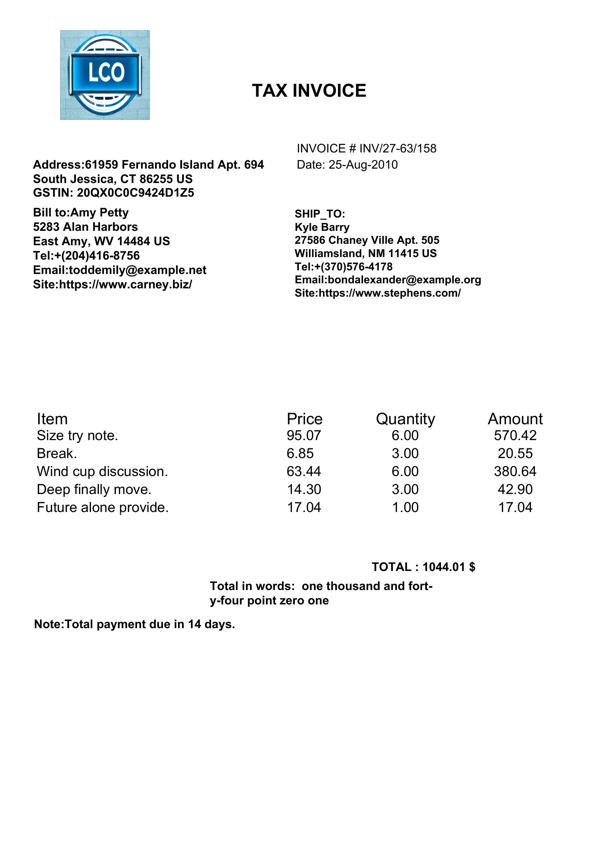 LCO
TAX INVOICE
INVOICE # INV/27-63/158
Date: 25-Aug-2010
Address:61959 Fernando Island Apt. 694
South Jessica, CT 86255 US
GSTIN: 20QX0C0C9424D1Z5
Bill to:Amy Petty
5283 Alan Harbors
East Amy, WV 14484 US
Tel:+(204)416-8756
Email:toddemily@example.net
Site:https://www.carney.biz/
SHIP_TO:
Kyle Barry
27586 Chaney Ville Apt. 505
Williamsland, NM 11415 US
Tel:+(370)576-4178
Email:bondalexander@example.org
Site:https://www.stephens.com/
Item Price Quantity Amount
Size try note. 95.07 6.00 570.42
Break. 6.85 3.00 20.55
Wind cup discussion. 63.44 6.00 380.64
Deep finally move. 14.30 3.00 42.90
Future alone provide. 17.04 1.00 17.04
TOTAL : 1044.01 $
Total in words:  one thousand and fort-
y-four point zero one
Note:Total payment due in 14 days.